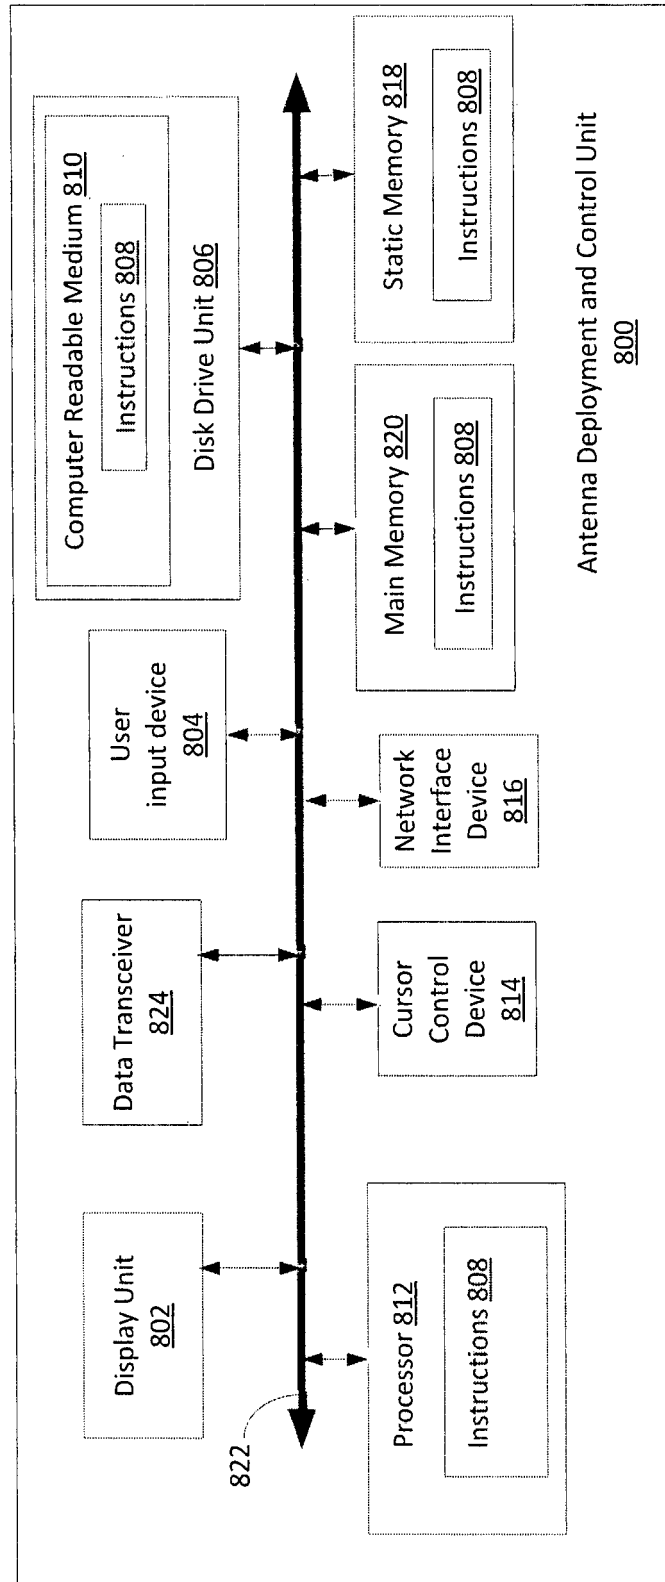 Display Unit
802
Data Transceiver
824
User
input device
804
Computer Readable Medium 810
Instructions 808
Disk Drive Unit 806
822
Processor 812
Instructions 808
Cursor
Control
Device
814
Network
Interface
Device
816
Main Memory 820
Instructions 808
Static Memory 818
Instructions 808
Antenna Deployment and Control Unit
800